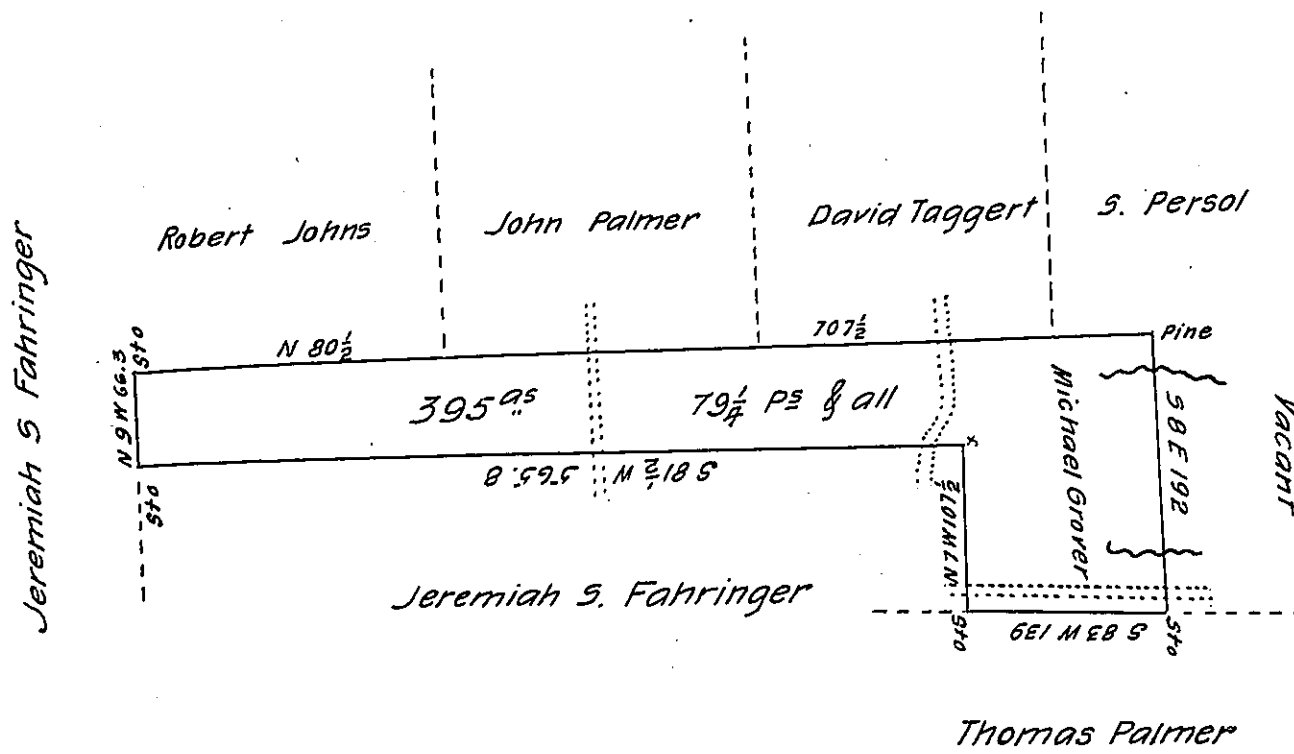 Robert Johns
John Palmer
David Taggert
S. Persol
Jeremiah S Fahringer
N 9 W 66.3
Sto
N 80½
707½
Pine
395 as
79¼ Ps & all
Michael Grover
S 8 E 192
Vacant
x
Sto
S 81½ W 565.8
N 7 W 107½
Jeremiah S. Fahringer
Sto
S 83 W 139
Sto
Thomas Palmer